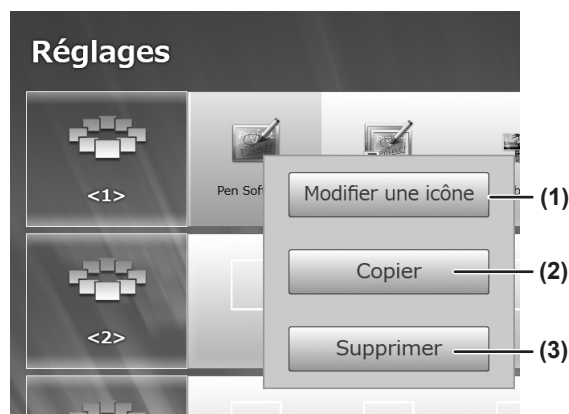 Réglages
<1>
Pen Sof
Modifier une icône
(1)
Copier
(2)
<2>
Supprimer
(3)